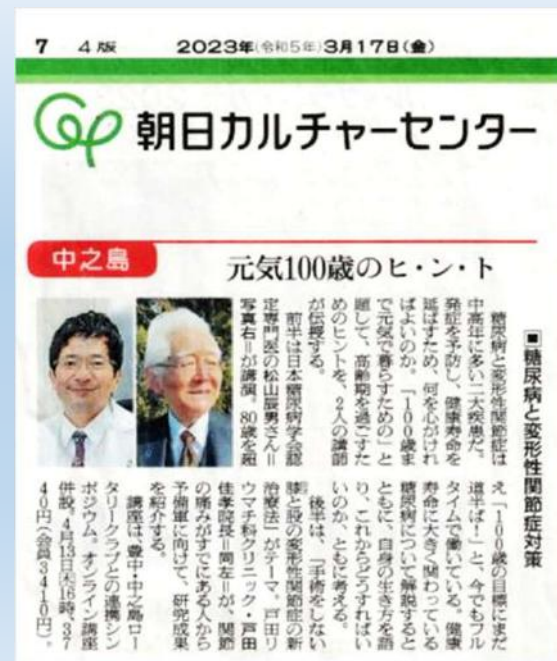 7 4版 2023年(令和5年)3月17日(金)
朝日カルチャーセンター
中之島
元気100歳のヒ・ン・ト
■糖尿病と変形性関節症対策
糖尿病と変形性関節症は
中高年に多い二大疾患だ。
発症を予防し、健康寿命を
延ばすため、何を心がけれ
ばよいのか。「100歳ま
で元気で暮らすための」と
題して、高齢期を過ごすた
めのヒントを、2人の講師
が伝授する。
前半は日本糖尿病学会認
定専門医の松山辰男さん=
写真右=が講演。80歳を超
え「100歳の目標にまだ
道半ば!」と、今でもフル
タイムで働いている。健康
寿命に大きく関わっている
糖尿病について解説すると
ともに、自身の生き方を語
り、これからどうすればい
いのか、ともに考える。
後半は、「手術をしない
膝と股の変形性関節症の新
治療法」がテーマ。戸田リ
ウマチ科クリニック・戸田
佳孝院長=同左=が、関節
の痛みがすでにある人から
予備軍に向けて、研究成果
を紹介する。
講座は、豊中・中之島ロー
タリークラブとの連携シン
ポジウム。オンライン講座
併設。4月13日㈭16時、37
40円(会員3410円)。